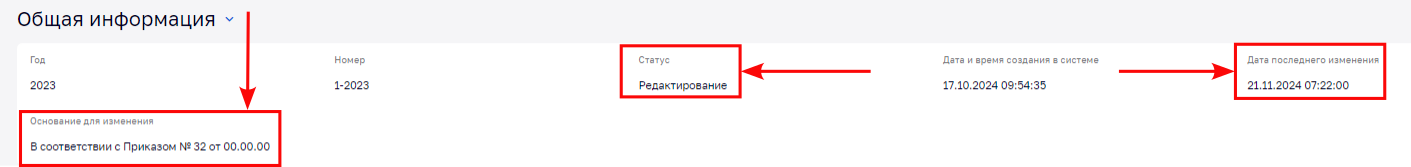 Общая информация
Год
Номер
Статус
Дата и время создания в системе
Дата последнего изменения
2023
1-2023
Редактирование
17.10.2024 09:54:35
21.11.2024 07:22:00
Основание для изменения
В соответствии с Приказом № 32 от 00.00.00